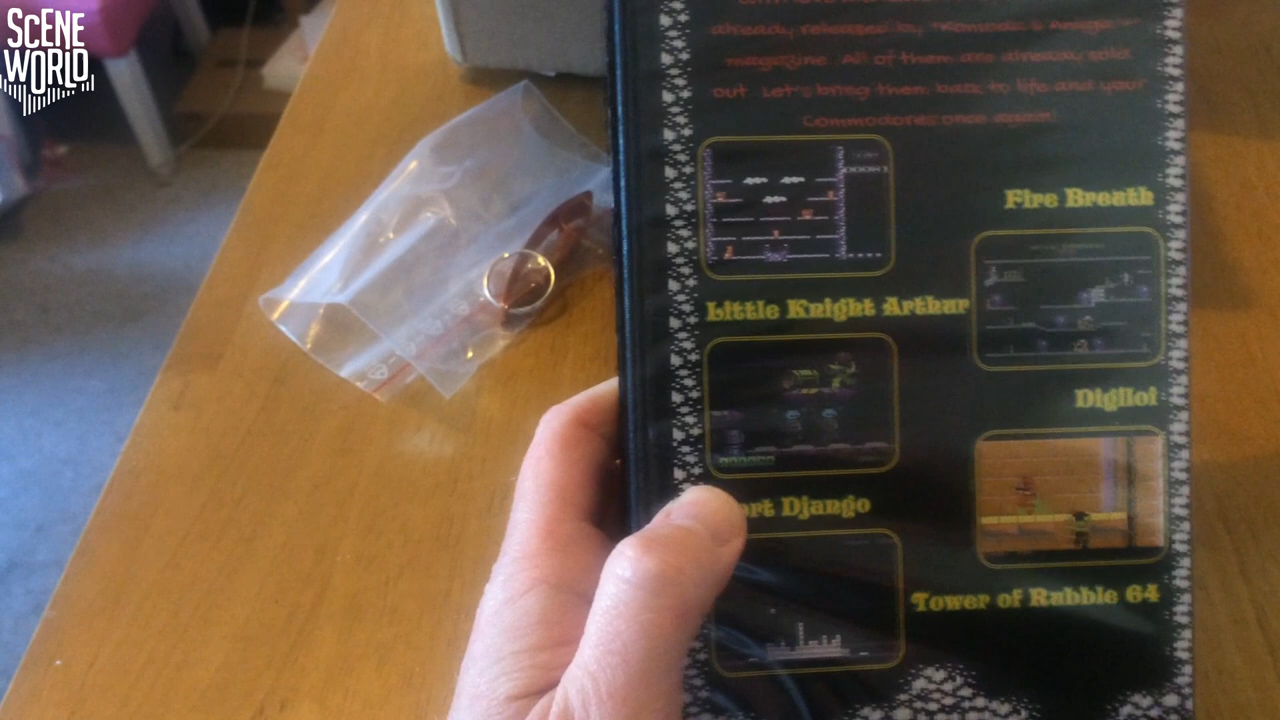 SCENE
WORLD
already released by "Komoda & Amiga +"
magazine. All of them are already sold
out. Let's bring them back to life and your
Commodores once again!
Fire Breath
Little Knight Arthur
Digiloi
ort Django
Tower of Rubble 64